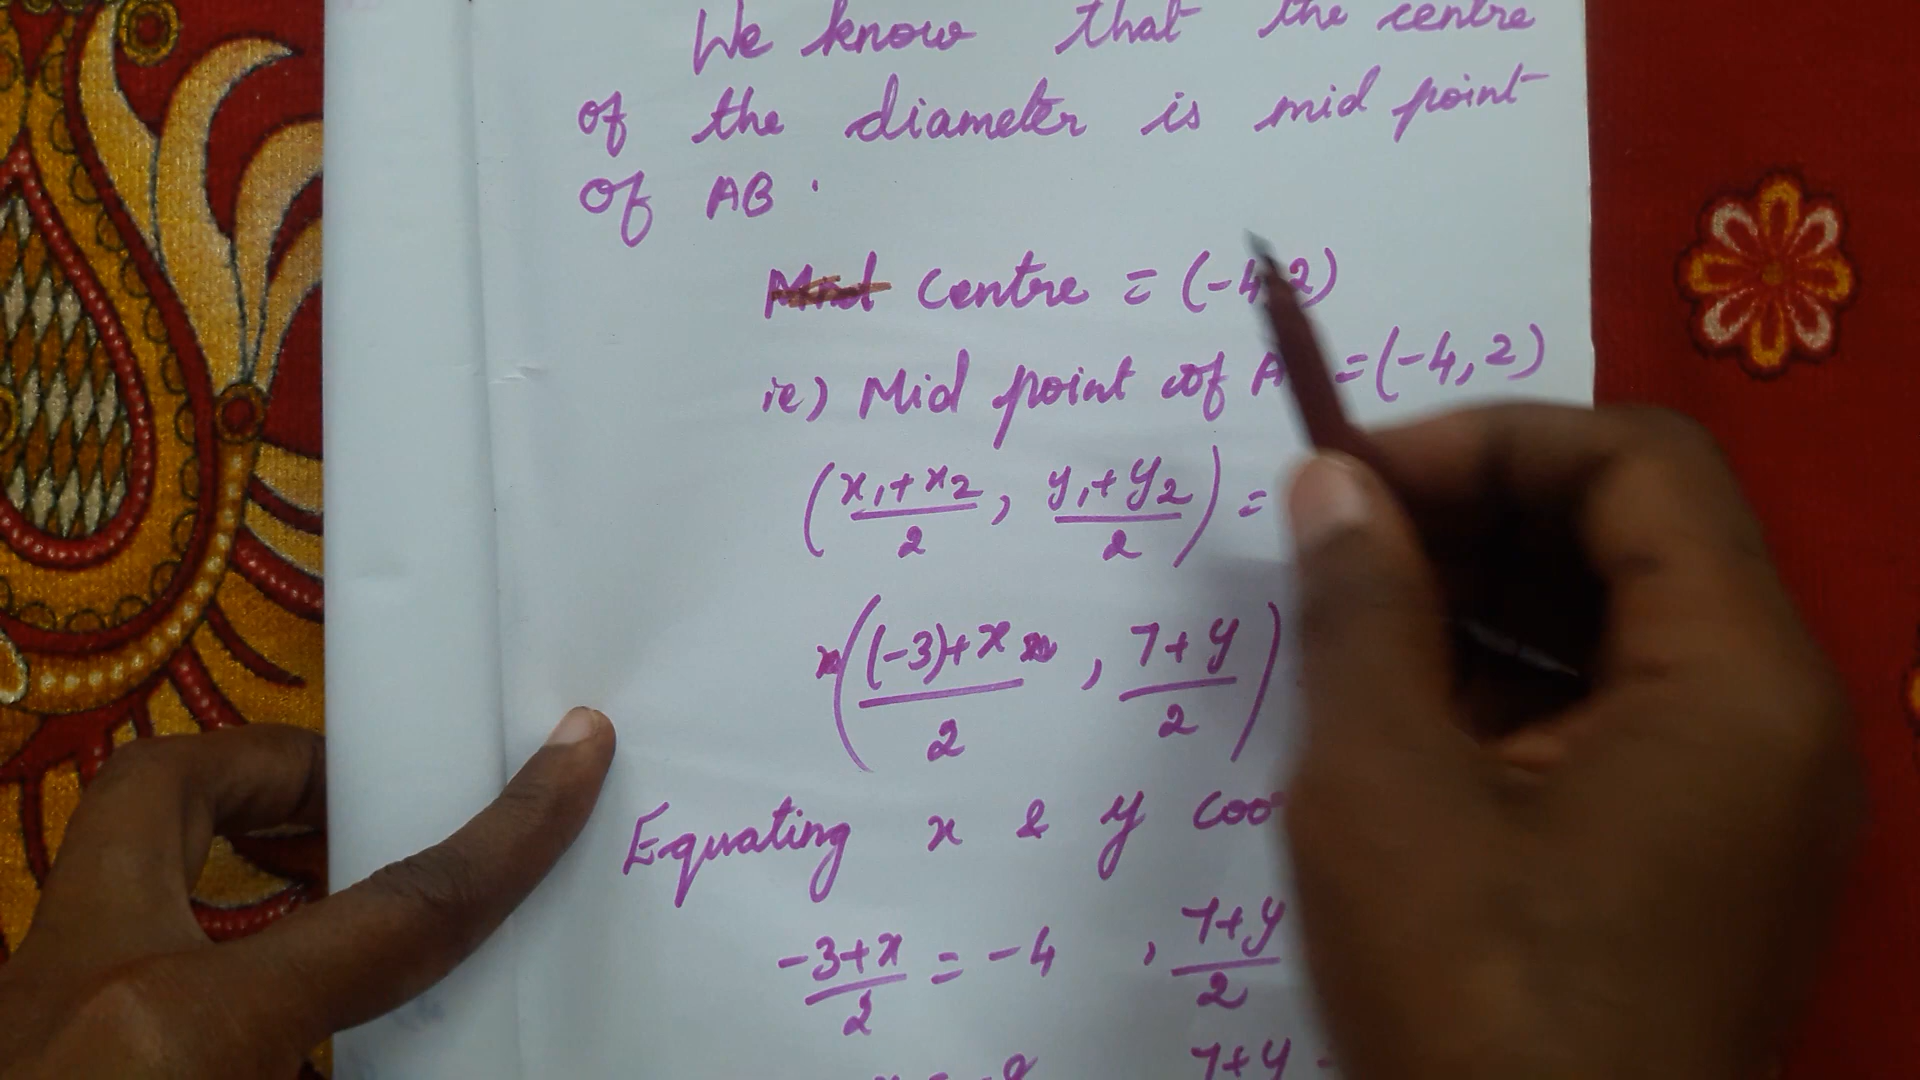 We know that the centre
of the diameter is mid point
of AB.
Centre = (-4, 2)
ie) Mid point of A = (-4, 2)
(x₁+x₂/2, y₁+y₂/2) =
((-3)+x/2, 7+y/2)
Equating x & y coo
-3+x/2 = -4, 7+y/2
7+y